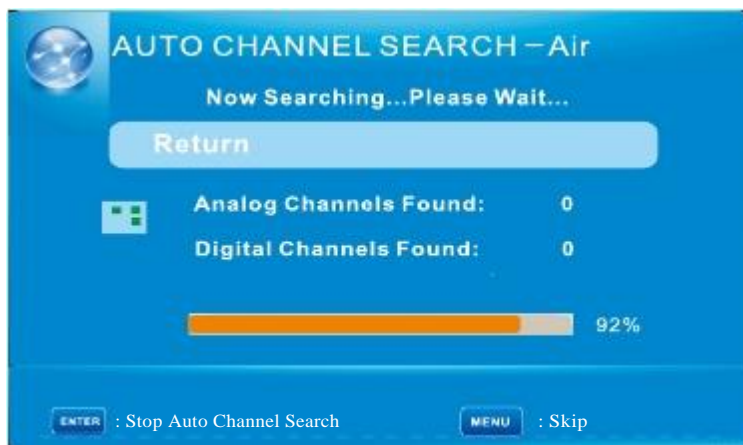 AUTO CHANNEL SEARCH－Air
Now Searching...Please Wait...
Return
Analog Channels Found: 0
Digital Channels Found: 0
92%
ENTER : Stop Auto Channel Search MENU : Skip